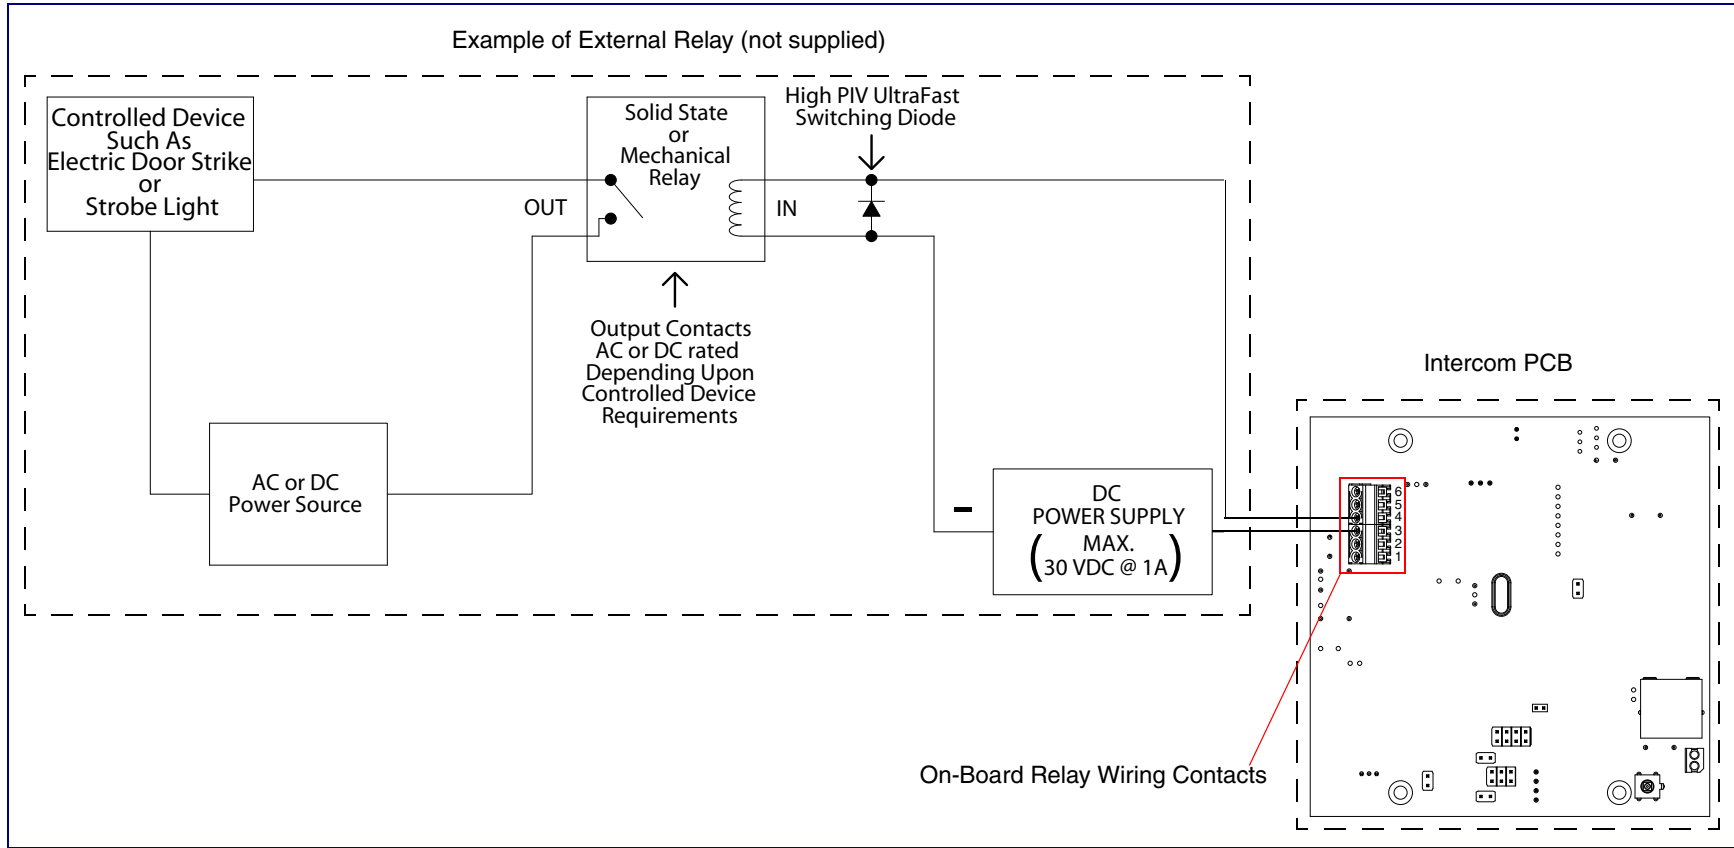 Example of External Relay (not supplied)
Controlled Device
Such As
Electric Door Strike
or
Strobe Light
Solid State
or
Mechanical
Relay
High PIV UltraFast
Switching Diode
OUT
IN
Output Contacts
AC or DC rated
Depending Upon
Controlled Device
Requirements
AC or DC
Power Source
–
DC
POWER SUPPLY
( MAX.
30 VDC @ 1A )
Intercom PCB
6
5
4
3
2
1
On-Board Relay Wiring Contacts